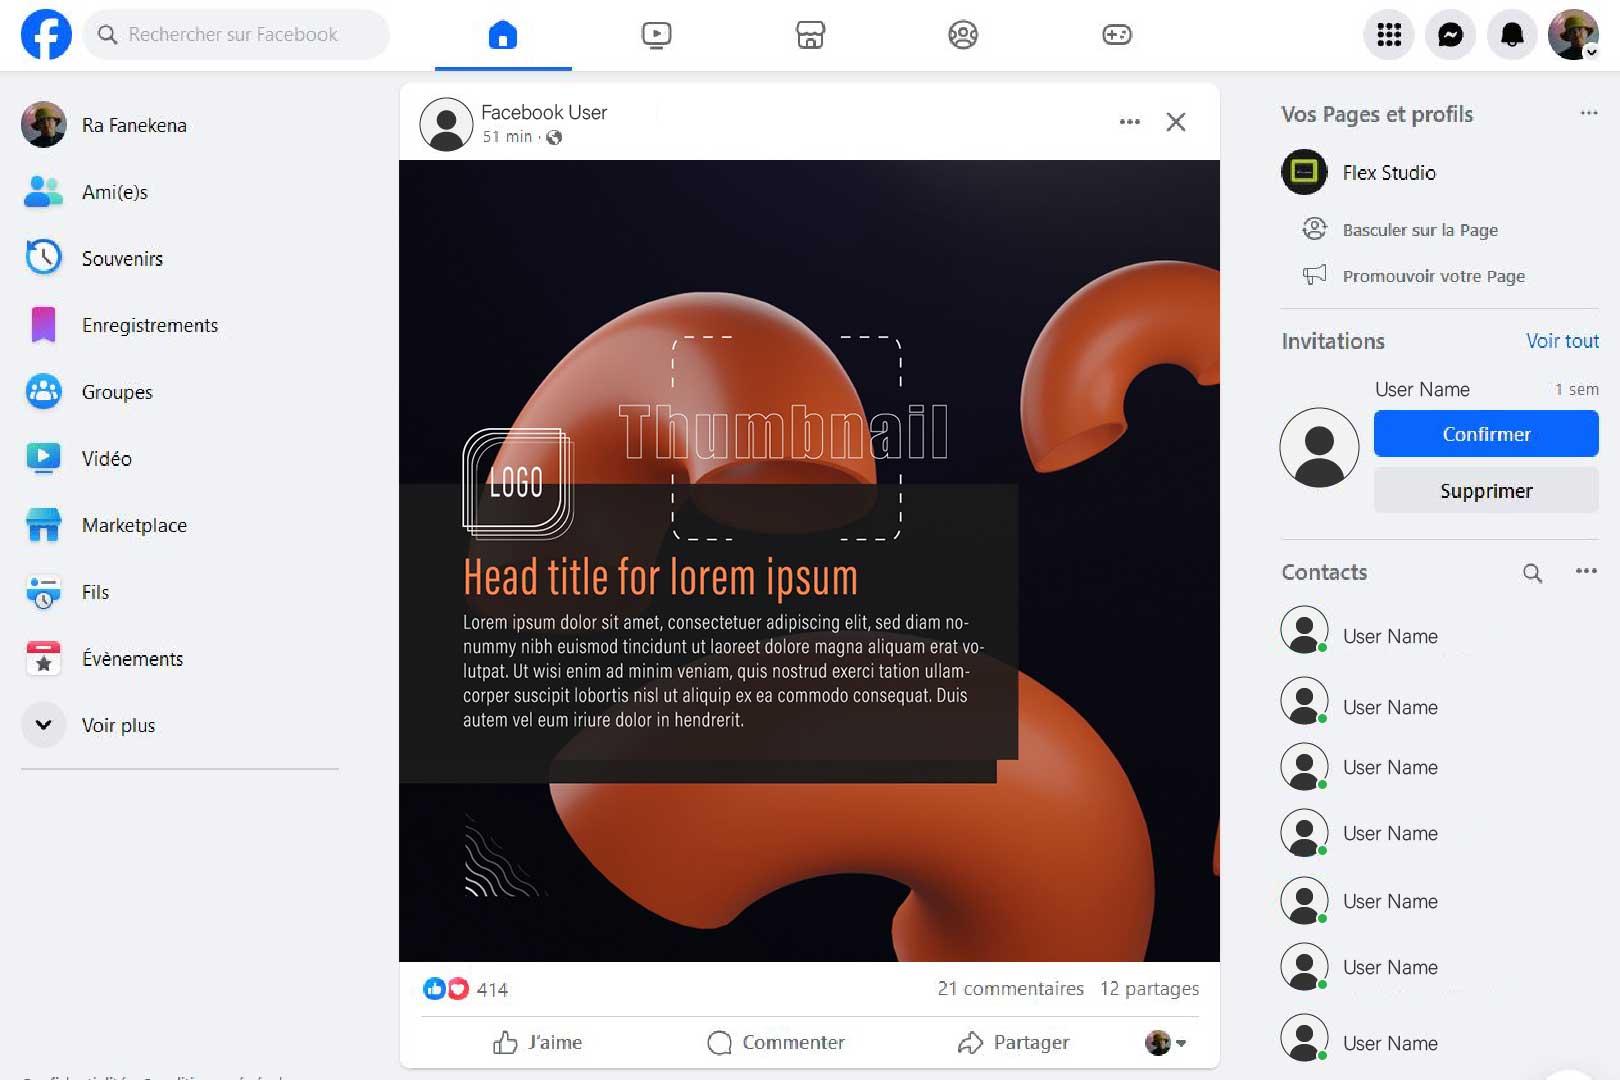 Rechercher sur Facebook
Ra Fanekena
Ami(e)s
Souvenirs
Enregistrements
Groupes
Vidéo
Marketplace
Fils
Évènements
Voir plus
Facebook User
51 min ·
Thumbnail
LOGO
Head title for lorem ipsum
Lorem ipsum dolor sit amet, consectetuer adipiscing elit, sed diam no-
nummy nibh euismod tincidunt ut laoreet dolore magna aliquam erat vo-
lutpat. Ut wisi enim ad minim veniam, quis nostrud exerci tation ullam-
corper suscipit lobortis nisl ut aliquip ex ea commodo consequat. Duis
autem vel eum iriure dolor in hendrerit.
414
21 commentaires 12 partages
J'aime Commenter Partager
Vos Pages et profils
Flex Studio
Basculer sur la Page
Promouvoir votre Page
Invitations Voir tout
User Name 1 sem
Confirmer
Supprimer
Contacts
User Name
User Name
User Name
User Name
User Name
User Name
User Name